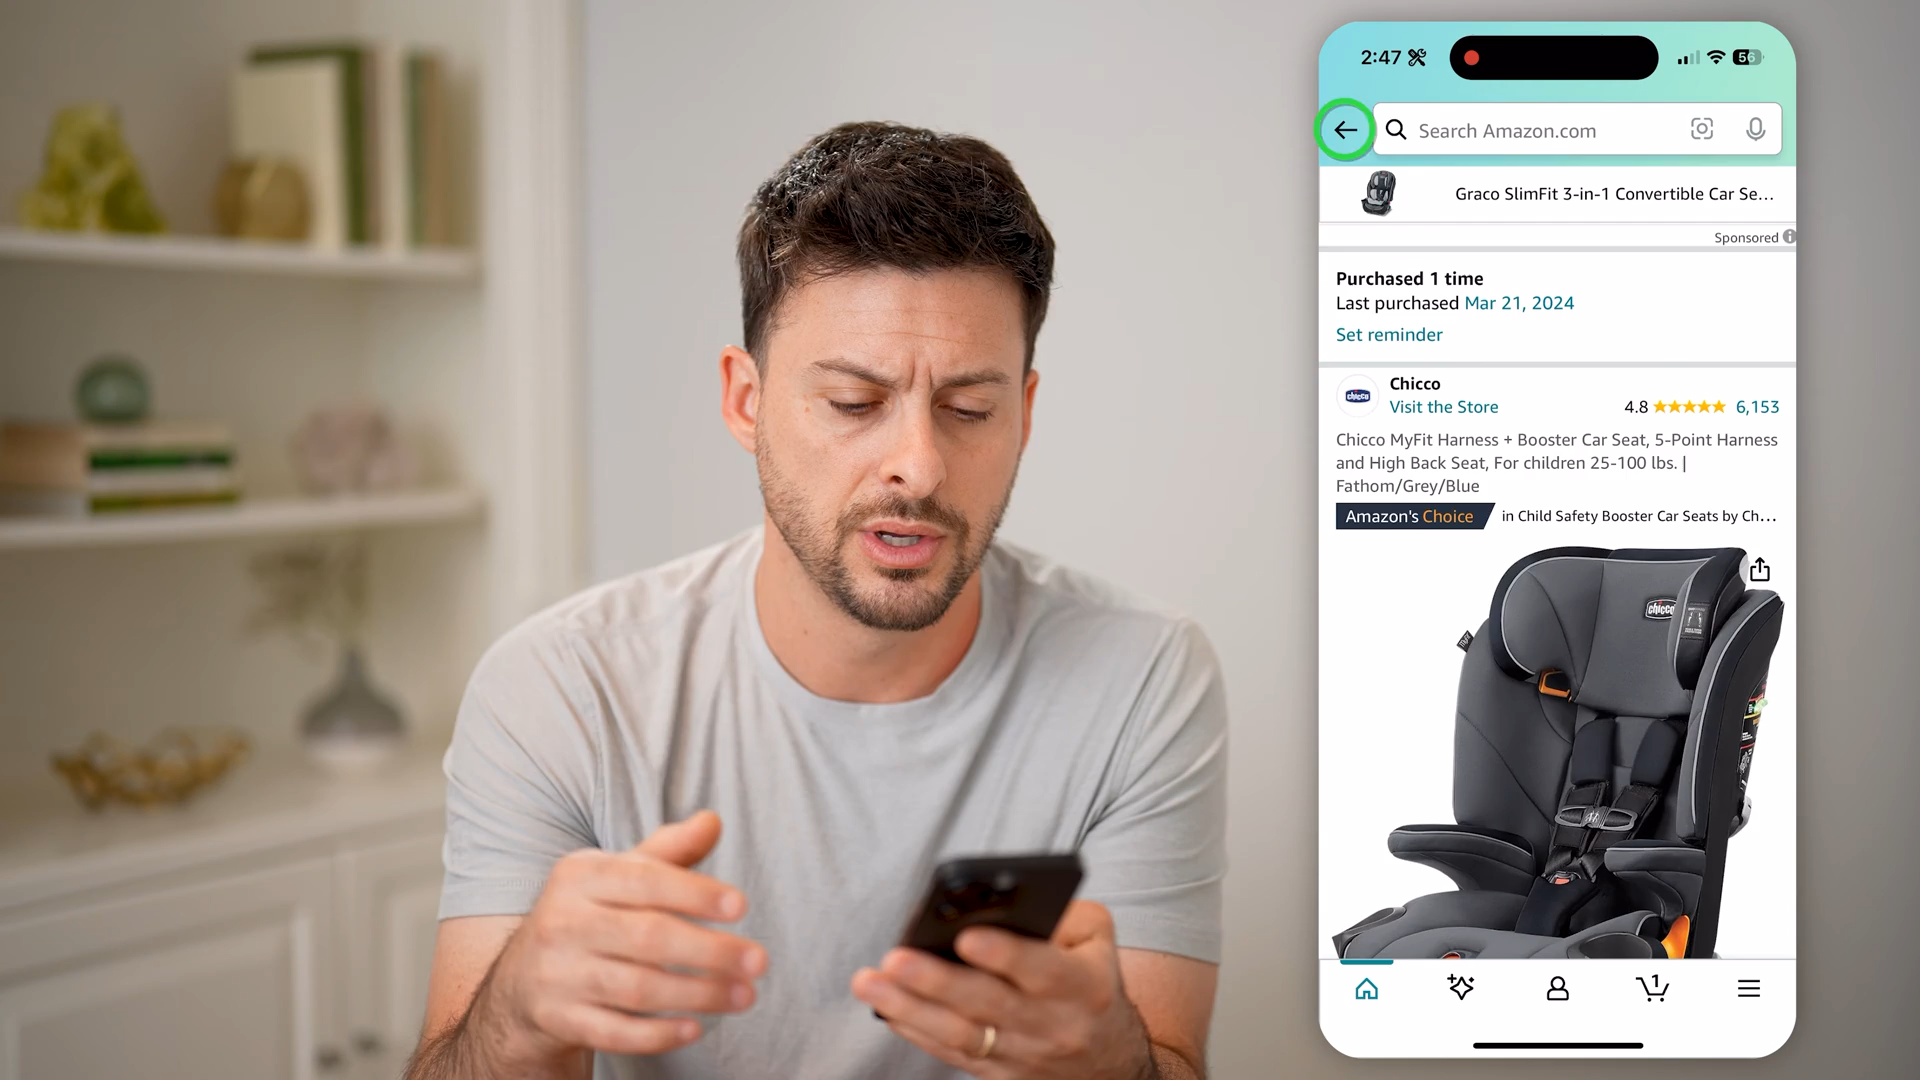 2:47
56
Search Amazon.com
Graco SlimFit 3-in-1 Convertible Car Se...
Sponsored
Purchased 1 time
Last purchased Mar 21, 2024
Set reminder
Chicco
chicco
Visit the Store
4.8
6,153
Chicco MyFit Harness + Booster Car Seat, 5-Point Harness
and High Back Seat, For children 25-100 lbs. |
Fathom/Grey/Blue
Amazon's Choice in Child Safety Booster Car Seats by Ch...
chicco
1